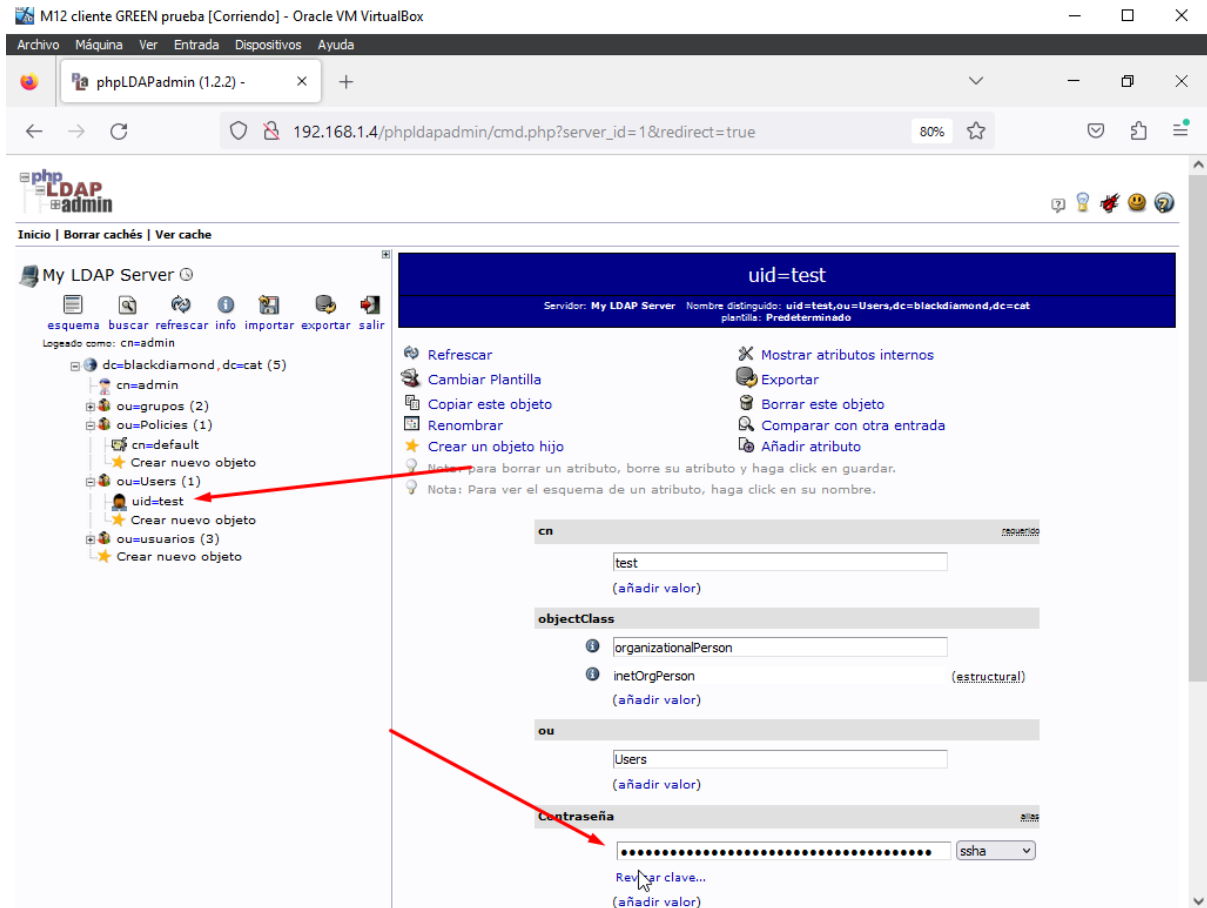 M12 cliente GREEN prueba [Corriendo] - Oracle VM VirtualBox
Archivo Máquina Ver Entrada Dispositivos Ayuda
phpLDAPadmin (1.2.2) -
192.168.1.4/phpldapadmin/cmd.php?server_id=1&redirect=true 80%
php
LDAP
admin
Inicio | Borrar cachés | Ver cache
My LDAP Server
esquema buscar refrescar info importar exportar salir
Logeado como: cn=admin
dc=blackdiamond,dc=cat (5)
cn=admin
ou=grupos (2)
ou=Policies (1)
cn=default
Crear nuevo objeto
ou=Users (1)
uid=test
Crear nuevo objeto
ou=usuarios (3)
Crear nuevo objeto
uid=test
Servidor: My LDAP Server Nombre distinguido: uid=test,ou=Users,dc=blackdiamond,dc=cat
plantilla: Predeterminado
Refrescar Mostrar atributos internos
Cambiar Plantilla Exportar
Copiar este objeto Borrar este objeto
Renombrar Comparar con otra entrada
Crear un objeto hijo Añadir atributo
Nota: para borrar un atributo, borre su atributo y haga click en guardar.
Nota: Para ver el esquema de un atributo, haga click en su nombre.
cn requerido
test
(añadir valor)
objectClass
organizationalPerson
inetOrgPerson (estructural)
(añadir valor)
ou
Users
(añadir valor)
Contraseña alias
ssha
Revisar clave...
(añadir valor)